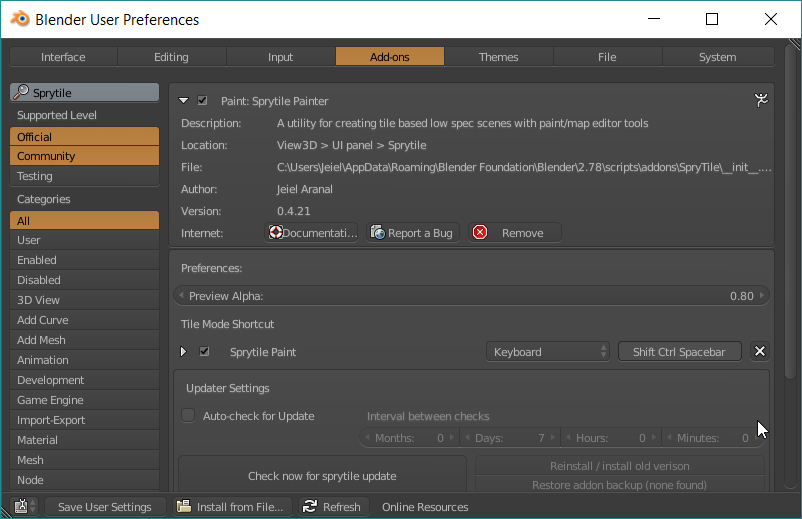 Blender User Preferences
Interface Editing Input Add-ons Themes File System
Sprytile
Supported Level
Official
Community
Testing
Categories
All
User
Enabled
Disabled
3D View
Add Curve
Add Mesh
Animation
Development
Game Engine
Import-Export
Material
Mesh
Node
Paint: Sprytile Painter
Description: A utility for creating tile based low spec scenes with paint/map editor tools
Location: View3D > UI panel > Sprytile
File: C:\Users\Jeiel\AppData\Roaming\Blender Foundation\Blender\2.78\scripts\addons\SpryTile\__init__....
Author: Jeiel Aranal
Version: 0.4.21
Internet: Documentati... Report a Bug Remove
Preferences:
Preview Alpha: 0.80
Tile Mode Shortcut
Sprytile Paint Keyboard Shift Ctrl Spacebar
Updater Settings
Auto-check for Update Interval between checks
Months: 0 Days: 7 Hours: 0 Minutes: 0
Check now for sprytile update
Reinstall / install old verison
Restore addon backup (none found)
Save User Settings Install from File... Refresh Online Resources